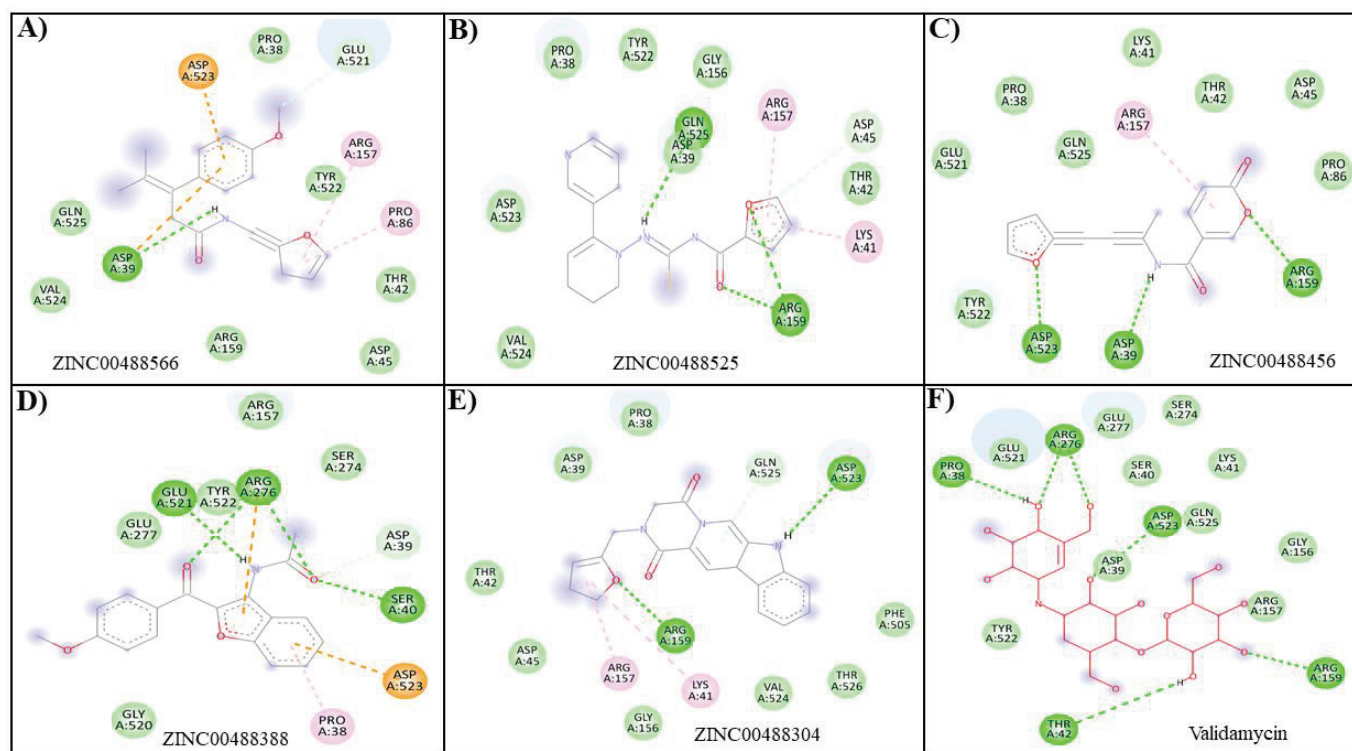 A)
PRO
A:38
GLU
A:521
ASP
A:523
ARG
A:157
TYR
A:522
GLN
A:525
PRO
A:86
H
N
O
O
O
ASP
A:39
VAL
A:524
THR
A:42
ARG
A:159
ASP
A:45
ZINC00488566
B)
PRO
A:38
TYR
A:522
GLY
A:156
ARG
A:157
GLN
A:525
ASP
A:39
ASP
A:45
THR
A:42
ASP
A:523
LYS
A:41
N
H
N
N
N
O
O
ARG
A:159
VAL
A:524
ZINC00488525
C)
LYS
A:41
PRO
A:38
THR
A:42
ASP
A:45
ARG
A:157
GLN
A:525
GLU
A:521
PRO
A:86
O
O
O
N
H
O
ARG
A:159
TYR
A:522
ASP
A:523
ASP
A:39
ZINC00488456
D)
ARG
A:157
SER
A:274
GLU
A:521
TYR
A:522
ARG
A:276
GLU
A:277
ASP
A:39
H
N
O
O
O
O
SER
A:40
ASP
A:523
GLY
A:520
PRO
A:38
ZINC00488388
E)
PRO
A:38
ASP
A:39
GLN
A:525
ASP
A:523
O
N
N
O
O
H
N
THR
A:42
ARG
A:159
PHE
A:505
ASP
A:45
ARG
A:157
LYS
A:41
VAL
A:524
THR
A:526
GLY
A:156
ZINC00488304
F)
GLU
A:277
SER
A:274
GLU
A:521
ARG
A:276
PRO
A:38
SER
A:40
LYS
A:41
ASP
A:523
GLN
A:525
ASP
A:39
GLY
A:156
ARG
A:157
TYR
A:522
ARG
A:159
THR
A:42
Validamycin